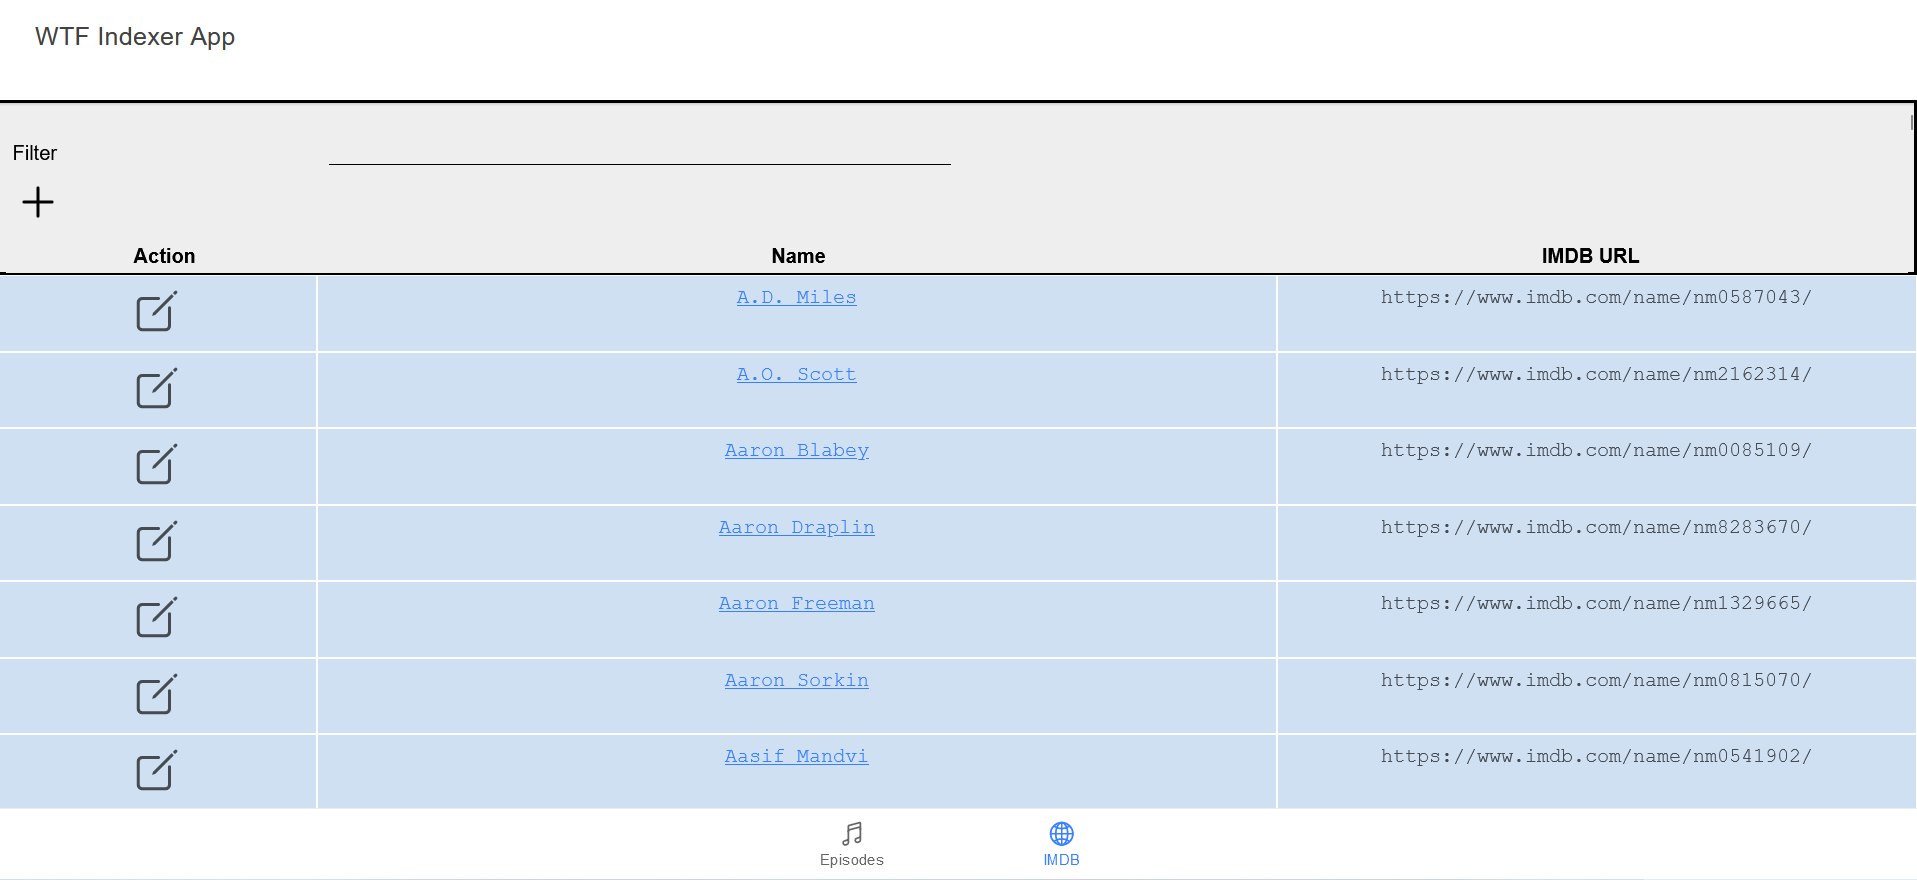 WTF Indexer App
Filter
Action Name IMDB URL
A.D. Miles https://www.imdb.com/name/nm0587043/
A.O. Scott https://www.imdb.com/name/nm2162314/
Aaron Blabey https://www.imdb.com/name/nm0085109/
Aaron Draplin https://www.imdb.com/name/nm8283670/
Aaron Freeman https://www.imdb.com/name/nm1329665/
Aaron Sorkin https://www.imdb.com/name/nm0815070/
Aasif Mandvi https://www.imdb.com/name/nm0541902/
Episodes IMDB